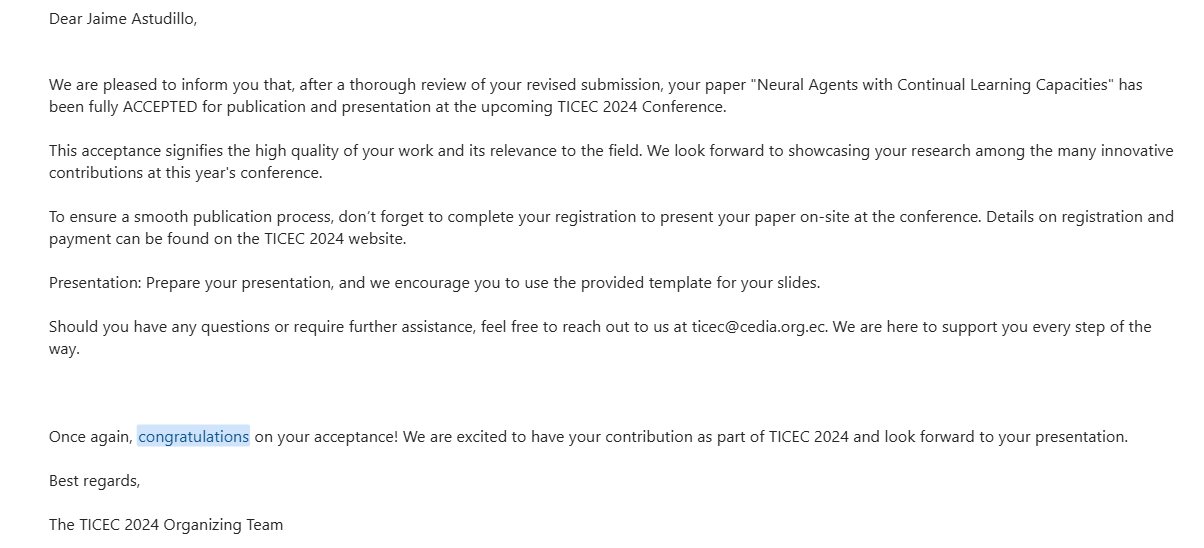 Dear Jaime Astudillo,
We are pleased to inform you that, after a thorough review of your revised submission, your paper "Neural Agents with Continual Learning Capacities" has
been fully ACCEPTED for publication and presentation at the upcoming TICEC 2024 Conference.
This acceptance signifies the high quality of your work and its relevance to the field. We look forward to showcasing your research among the many innovative
contributions at this year's conference.
To ensure a smooth publication process, don't forget to complete your registration to present your paper on-site at the conference. Details on registration and
payment can be found on the TICEC 2024 website.
Presentation: Prepare your presentation, and we encourage you to use the provided template for your slides.
Should you have any questions or require further assistance, feel free to reach out to us at ticec@cedia.org.ec. We are here to support you every step of the
way.
Once again, congratulations on your acceptance! We are excited to have your contribution as part of TICEC 2024 and look forward to your presentation.
Best regards,
The TICEC 2024 Organizing Team